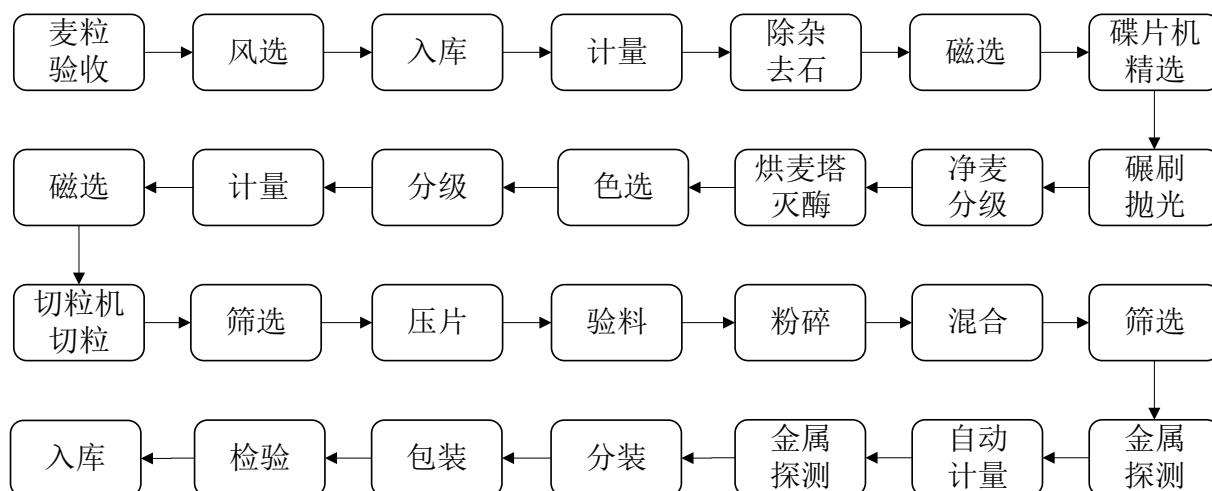 麦粒
验收
风选
入库
计量
除杂
去石
磁选
碟片机
精选
磁选
计量
分级
色选
烘麦塔
灭酶
净麦
分级
碾刷
抛光
切粒机
切粒
筛选
压片
验料
粉碎
混合
筛选
入库
检验
包装
分装
金属
探测
自动
计量
金属
探测